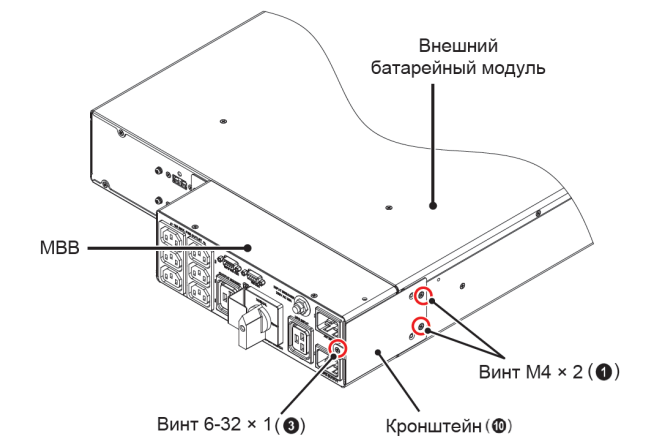 Внешний
батарейный модуль
MBB
Винт M4 × 2 (❶)
Винт 6-32 × 1(❸)
Кронштейн(❿)